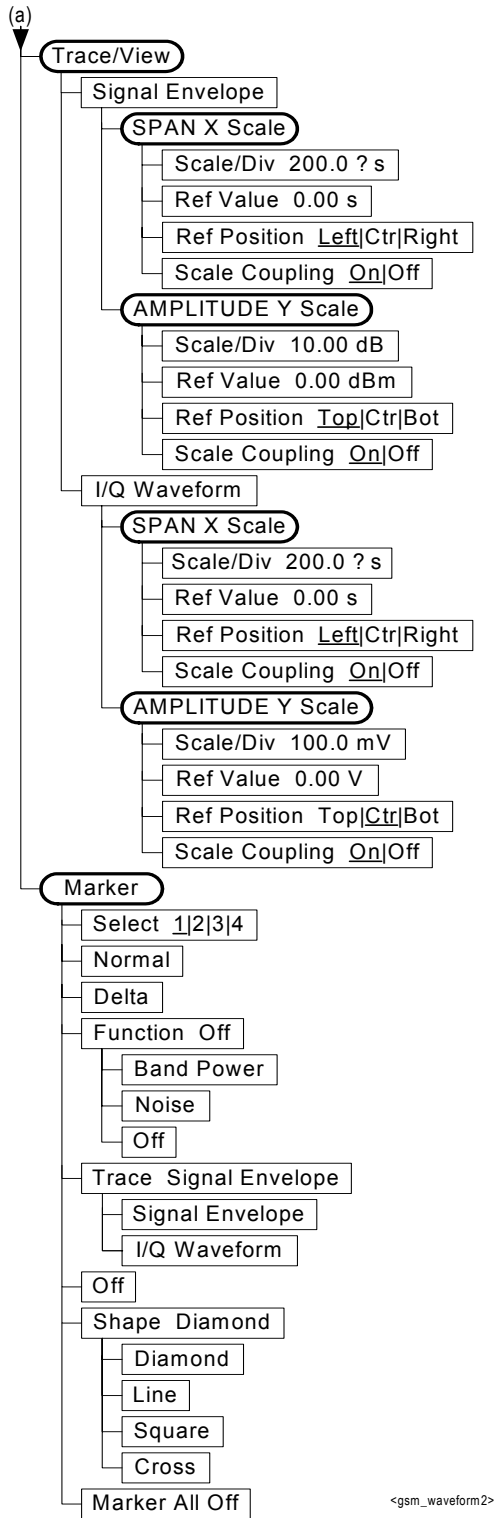 (a)
Trace/View
Signal Envelope
SPAN X Scale
Scale/Div 200.0 ? s
Ref Value 0.00 s
Ref Position Left|Ctr|Right
Scale Coupling On|Off
AMPLITUDE Y Scale
Scale/Div 10.00 dB
Ref Value 0.00 dBm
Ref Position Top|Ctr|Bot
Scale Coupling On|Off
I/Q Waveform
SPAN X Scale
Scale/Div 200.0 ? s
Ref Value 0.00 s
Ref Position Left|Ctr|Right
Scale Coupling On|Off
AMPLITUDE Y Scale
Scale/Div 100.0 mV
Ref Value 0.00 V
Ref Position Top|Ctr|Bot
Scale Coupling On|Off
Marker
Select 1|2|3|4
Normal
Delta
Function Off
Band Power
Noise
Off
Trace Signal Envelope
Signal Envelope
I/Q Waveform
Off
Shape Diamond
Diamond
Line
Square
Cross
Marker All Off
<gsm_waveform2>